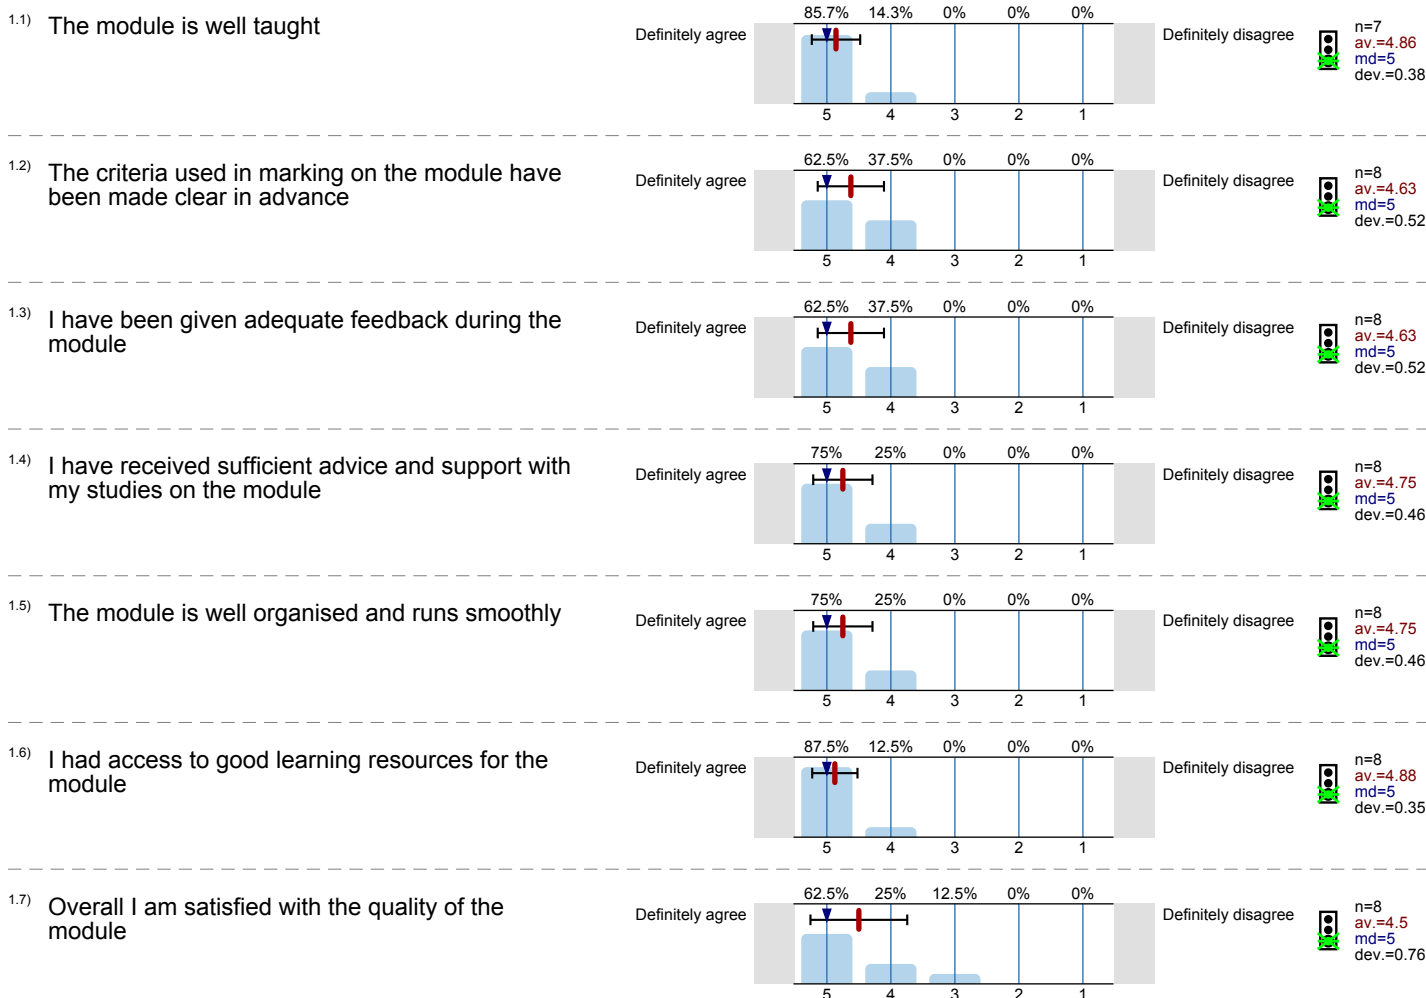 1.1) The module is well taught
85.7% 14.3% 0% 0% 0%
Definitely agree
Definitely disagree
5 4 3 2 1
n=7
av.=4.86
md=5
dev.=0.38
1.2) The criteria used in marking on the module have
been made clear in advance
62.5% 37.5% 0% 0% 0%
Definitely agree
Definitely disagree
5 4 3 2 1
n=8
av.=4.63
md=5
dev.=0.52
1.3) I have been given adequate feedback during the
module
62.5% 37.5% 0% 0% 0%
Definitely agree
Definitely disagree
5 4 3 2 1
n=8
av.=4.63
md=5
dev.=0.52
1.4) I have received sufficient advice and support with
my studies on the module
75% 25% 0% 0% 0%
Definitely agree
Definitely disagree
5 4 3 2 1
n=8
av.=4.75
md=5
dev.=0.46
1.5) The module is well organised and runs smoothly
75% 25% 0% 0% 0%
Definitely agree
Definitely disagree
5 4 3 2 1
n=8
av.=4.75
md=5
dev.=0.46
1.6) I had access to good learning resources for the
module
87.5% 12.5% 0% 0% 0%
Definitely agree
Definitely disagree
5 4 3 2 1
n=8
av.=4.88
md=5
dev.=0.35
1.7) Overall I am satisfied with the quality of the
module
62.5% 25% 12.5% 0% 0%
Definitely agree
Definitely disagree
5 4 3 2 1
n=8
av.=4.5
md=5
dev.=0.76